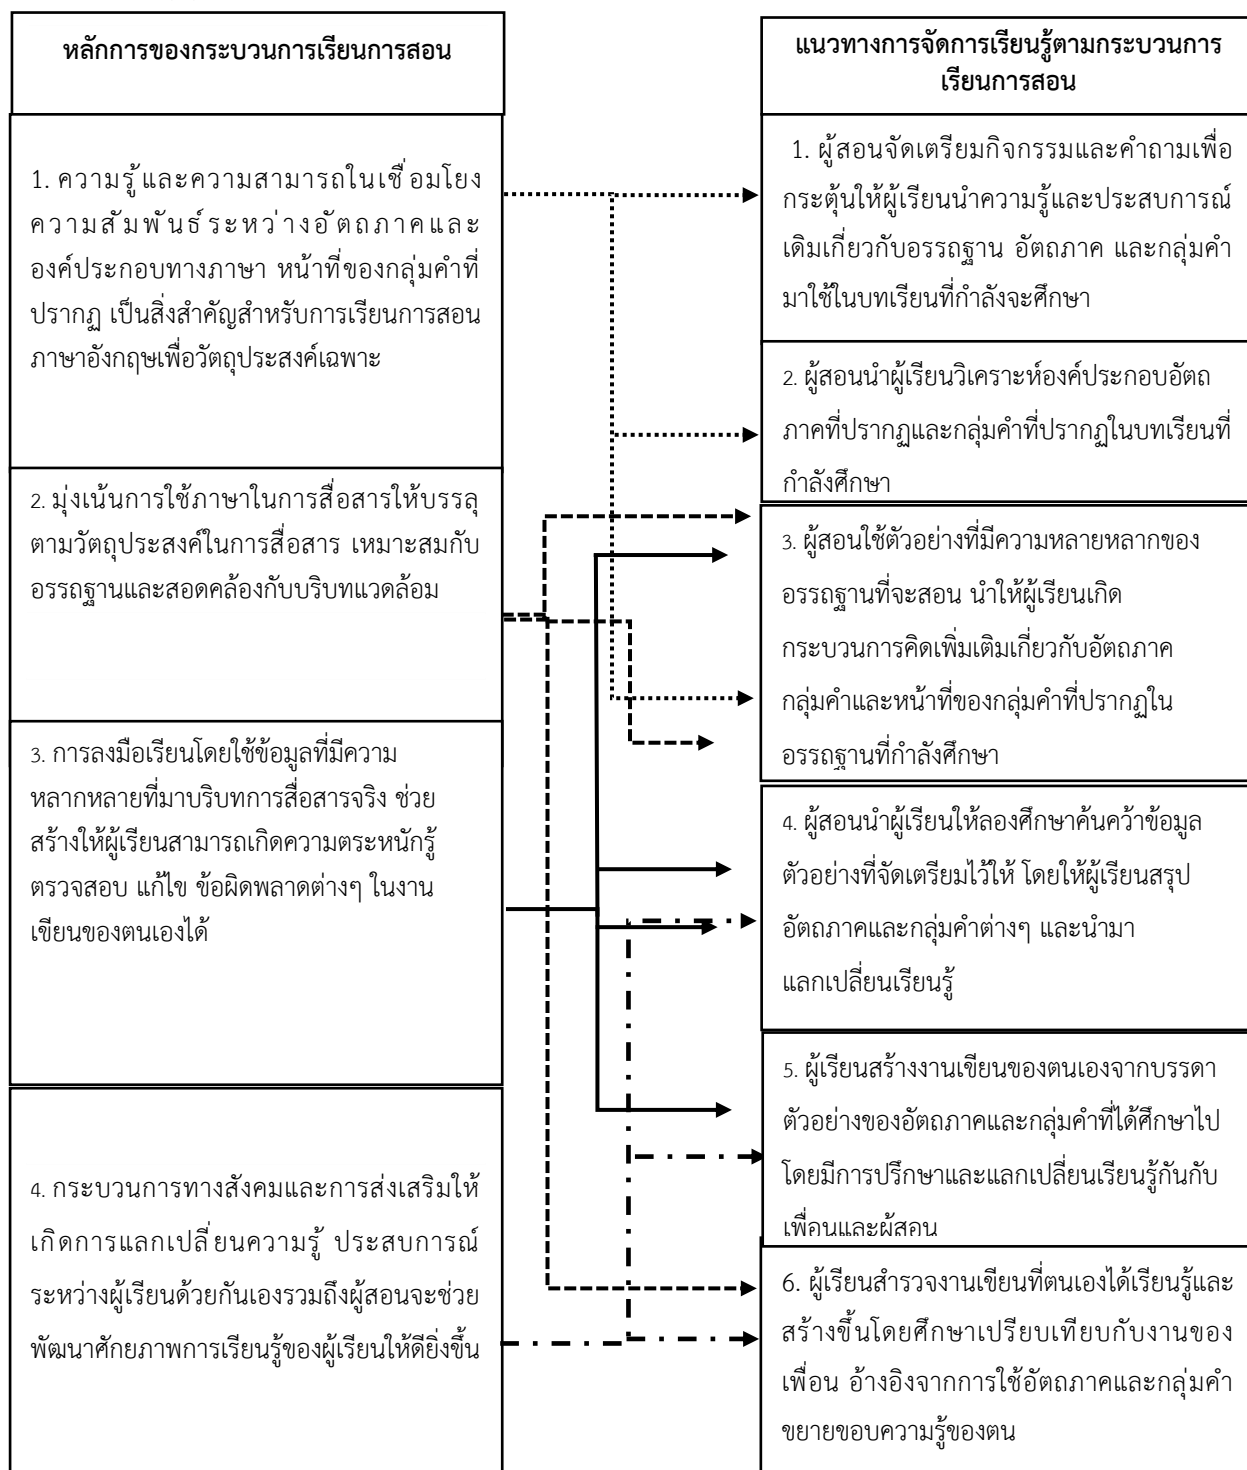 หลักการของกระบวนการเรียนการสอน
1. ความรู้และความสามารถในเชื่อมโยง
ความสัมพันธ์ระหว่างอัตถภาคและ
องค์ประกอบทางภาษา หน้าที่ของกลุ่มคำที่
ปรากฏ เป็นสิ่งสำคัญสำหรับการเรียนการสอน
ภาษาอังกฤษเพื่อวัตถุประสงค์เฉพาะ
2. มุ่งเน้นการใช้ภาษาในการสื่อสารให้บรรลุ
ตามวัตถุประสงค์ในการสื่อสาร เหมาะสมกับ
อรรถฐานและสอดคล้องกับบริบทแวดล้อม
3. การลงมือเรียนโดยใช้ข้อมูลที่มีความ
หลากหลายที่มาบริบทการสื่อสารจริง ช่วย
สร้างให้ผู้เรียนสามารถเกิดความตระหนักรู้
ตรวจสอบ แก้ไข ข้อผิดพลาดต่างๆ ในงาน
เขียนของตนเองได้
4. กระบวนการทางสังคมและการส่งเสริมให้
เกิดการแลกเปลี่ยนความรู้ ประสบการณ์
ระหว่างผู้เรียนด้วยกันเองรวมถึงผู้สอนจะช่วย
พัฒนาศักยภาพการเรียนรู้ของผู้เรียนให้ดียิ่งขึ้น
แนวทางการจัดการเรียนรู้ตามกระบวนการ
เรียนการสอน
1. ผู้สอนจัดเตรียมกิจกรรมและคำถามเพื่อ
กระตุ้นให้ผู้เรียนนำความรู้และประสบการณ์
เดิมเกี่ยวกับอรรถฐาน อัตถภาค และกลุ่มคำ
มาใช้ในบทเรียนที่กำลังจะศึกษา
2. ผู้สอนนำผู้เรียนวิเคราะห์องค์ประกอบอัตถ
ภาคที่ปรากฏและกลุ่มคำที่ปรากฏในบทเรียนที่
กำลังศึกษา
3. ผู้สอนใช้ตัวอย่างที่มีความหลายหลากของ
อรรถฐานที่จะสอน นำให้ผู้เรียนเกิด
กระบวนการคิดเพิ่มเติมเกี่ยวกับอัตถภาค
กลุ่มคำและหน้าที่ของกลุ่มคำที่ปรากฏใน
อรรถฐานที่กำลังศึกษา
4. ผู้สอนนำผู้เรียนให้ลองศึกษาค้นคว้าข้อมูล
ตัวอย่างที่จัดเตรียมไว้ให้ โดยให้ผู้เรียนสรุป
อัตถภาคและกลุ่มคำต่างๆ และนำมา
แลกเปลี่ยนเรียนรู้
5. ผู้เรียนสร้างงานเขียนของตนเองจากบรรดา
ตัวอย่างของอัตถภาคและกลุ่มคำที่ได้ศึกษาไป
โดยมีการปรึกษาและแลกเปลี่ยนเรียนรู้กันกับ
เพื่อนและผู้สอน
6. ผู้เรียนสำรวจงานเขียนที่ตนเองได้เรียนรู้และ
สร้างขึ้นโดยศึกษาเปรียบเทียบกับงานของ
เพื่อน อ้างอิงจากการใช้อัตถภาคและกลุ่มคำ
ขยายขอบความรู้ของตน